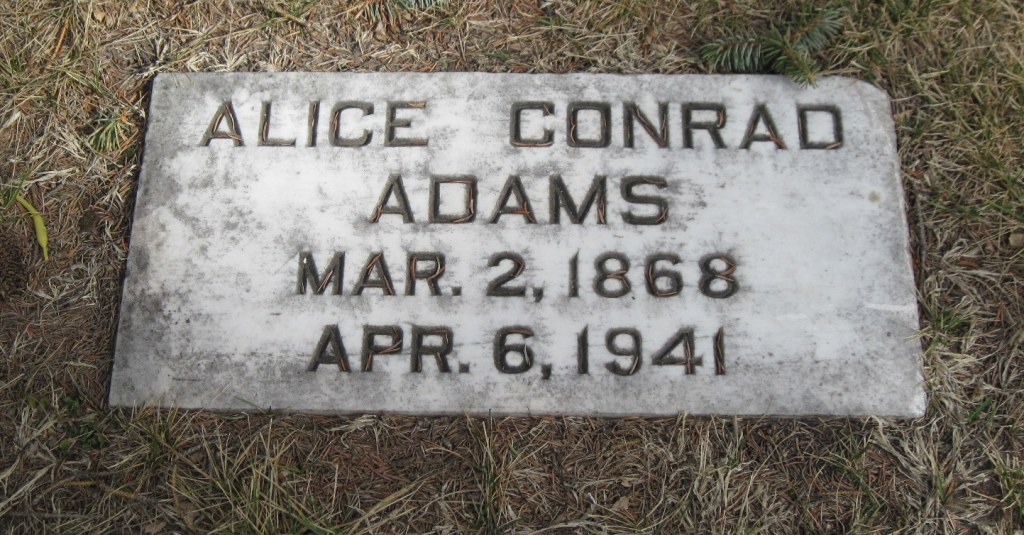 ALICE CONRAD
ADAMS
MAR. 2, 1868
APR. 6, 1941